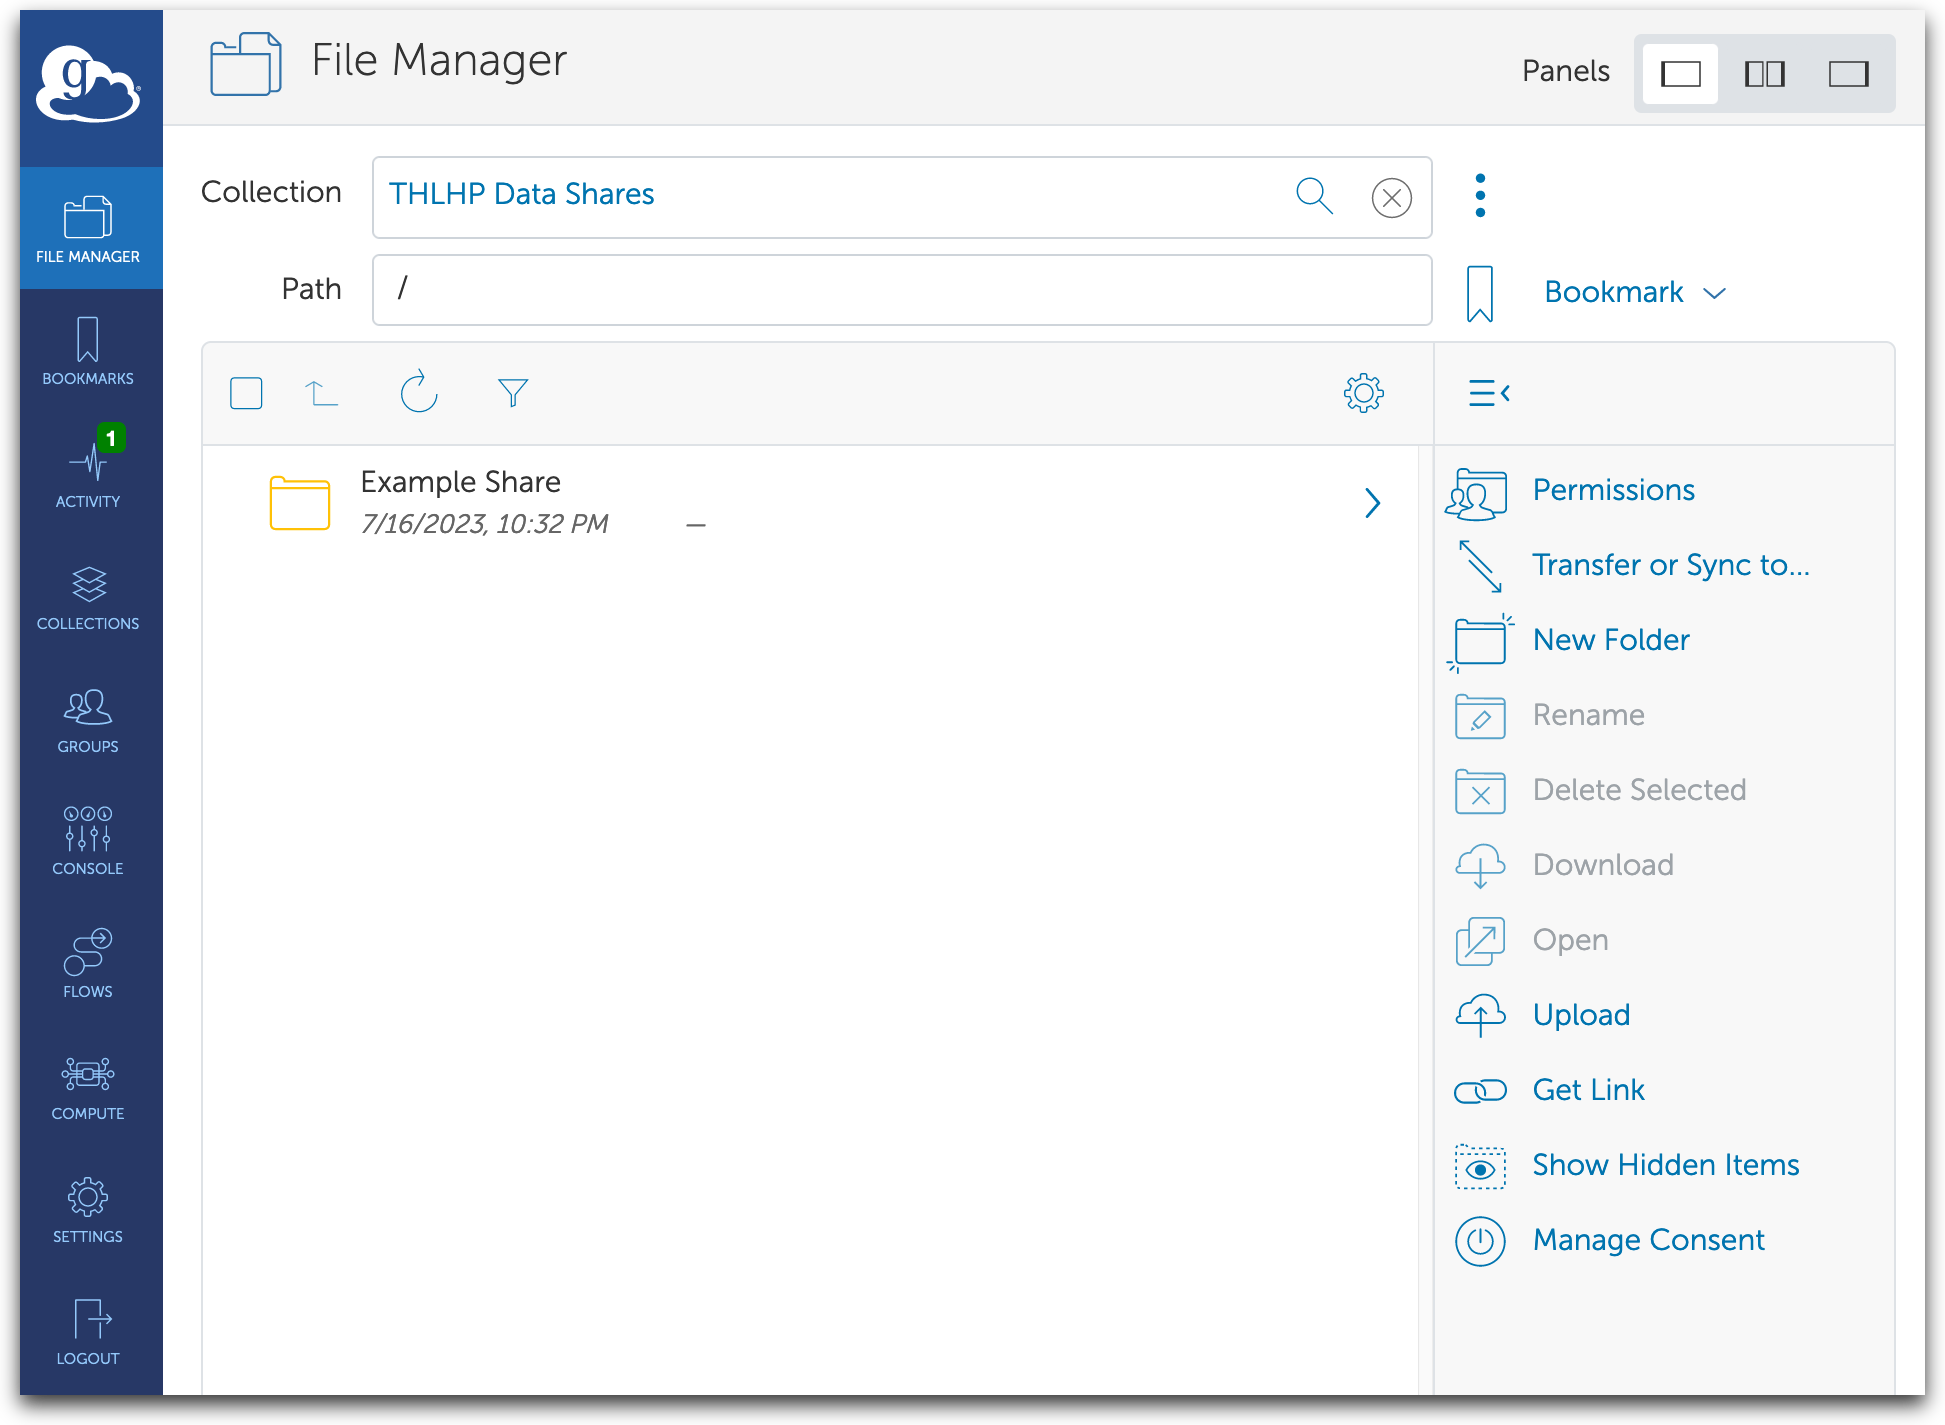 g
File Manager
Panels
FILE MANAGER
BOOKMARKS
1
ACTIVITY
COLLECTIONS
GROUPS
CONSOLE
FLOWS
COMPUTE
SETTINGS
LOGOUT
Collection
THLHP Data Shares
Path
/
Bookmark
Example Share
7/16/2023, 10:32 PM —
Permissions
Transfer or Sync to...
New Folder
Rename
Delete Selected
Download
Open
Upload
Get Link
Show Hidden Items
Manage Consent